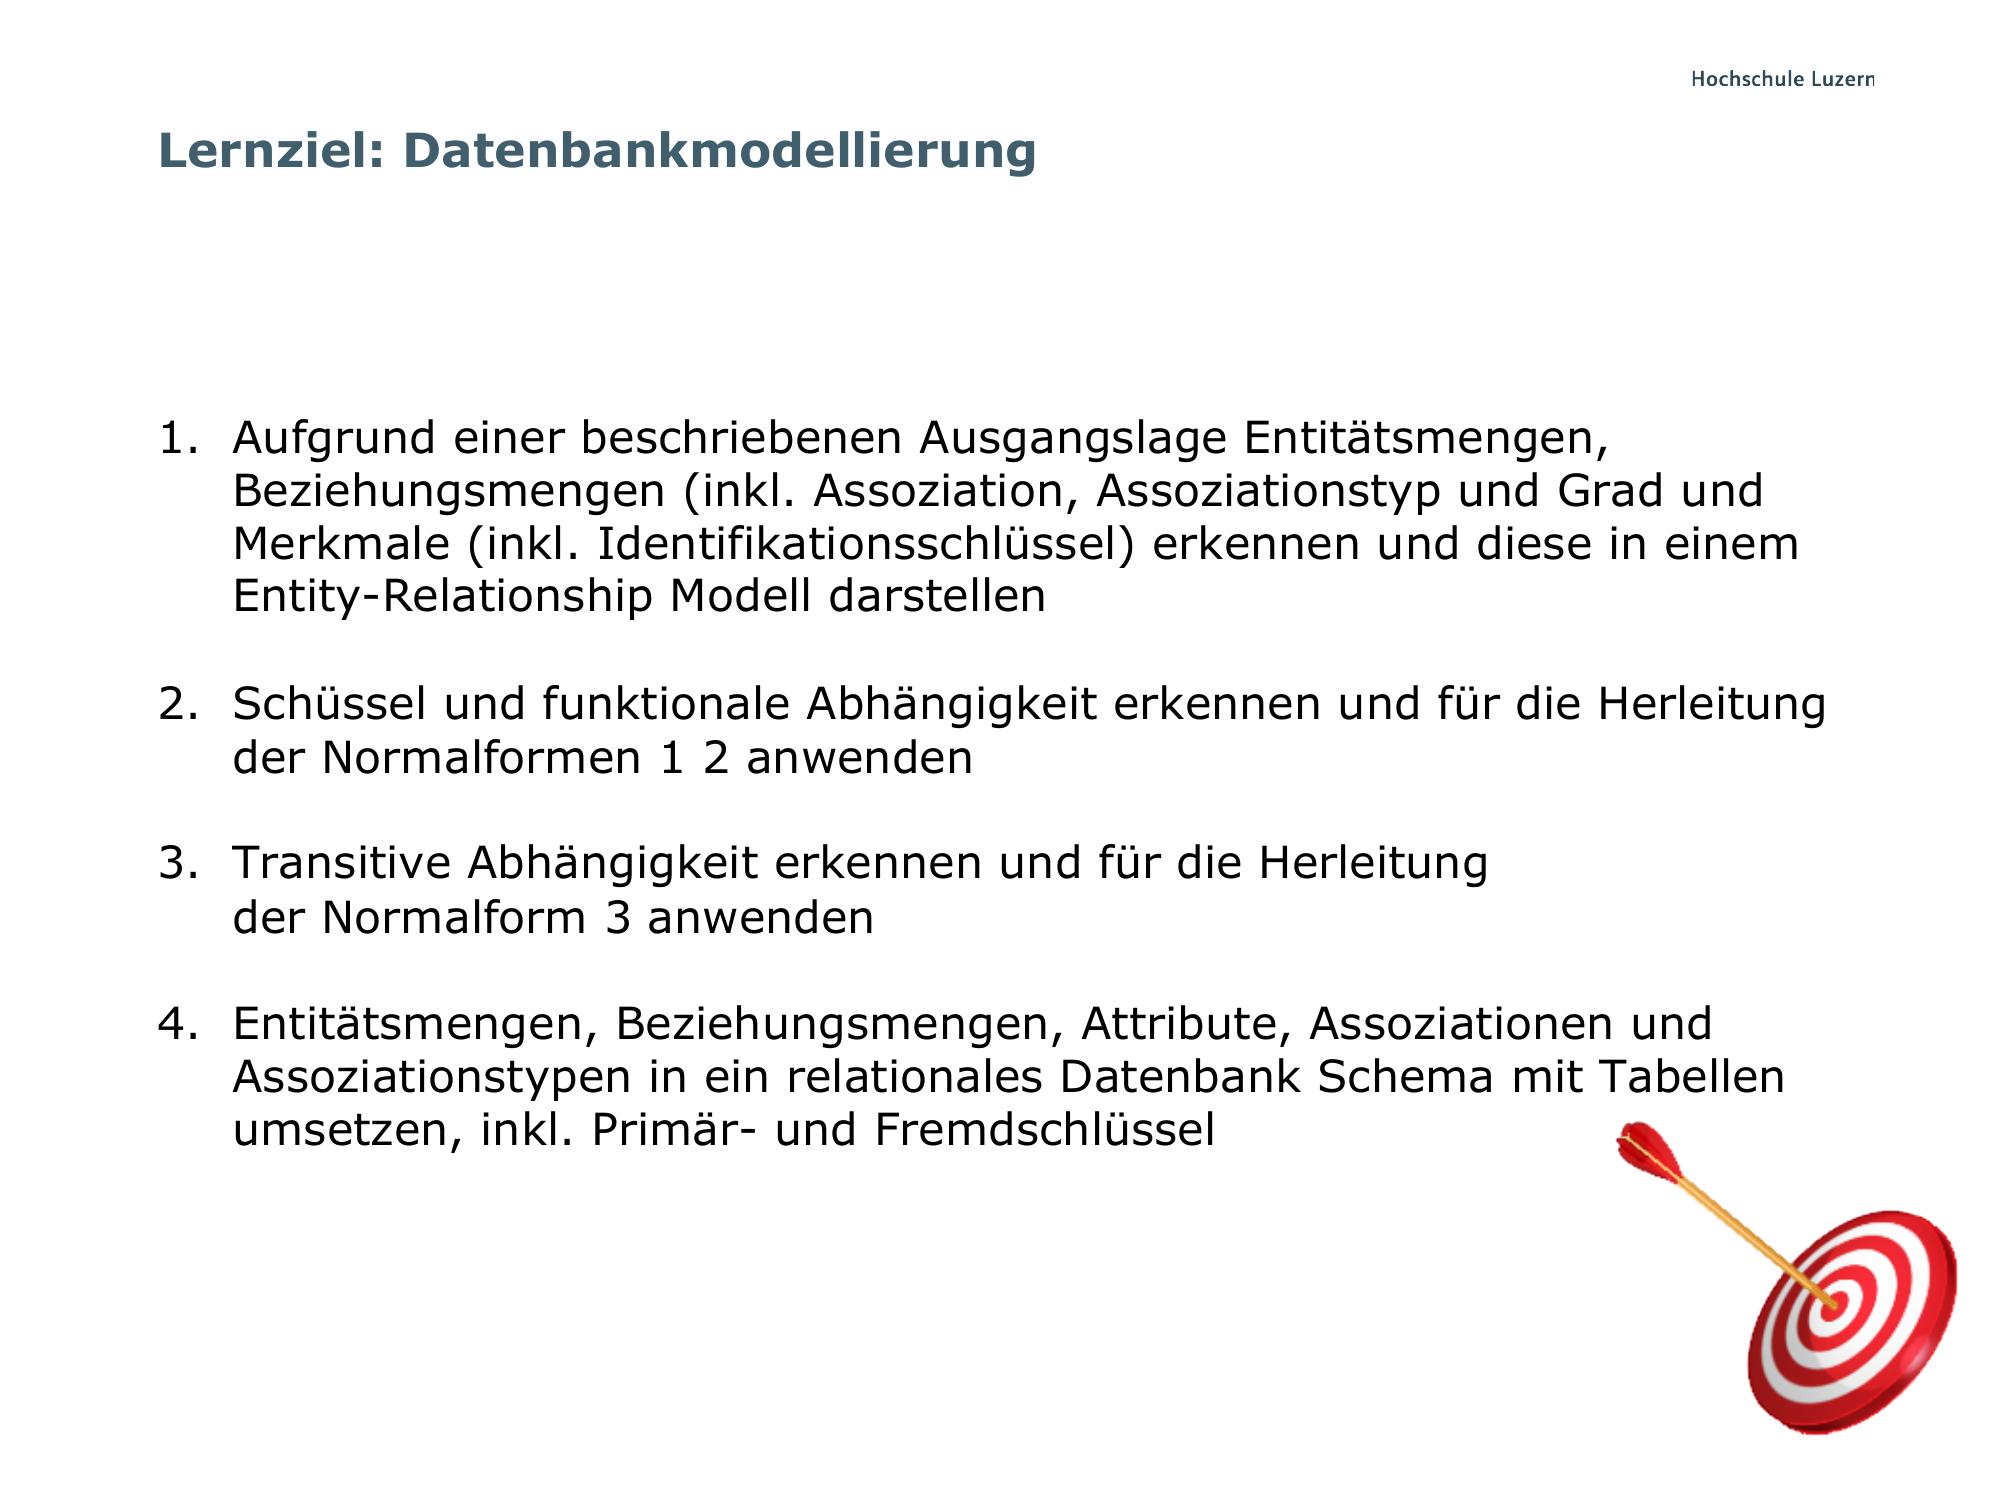 Hochschule Luzern
Lernziel: Datenbankmodellierung
1. Aufgrund einer beschriebenen Ausgangslage Entitätsmengen,
Beziehungsmengen (inkl. Assoziation, Assoziationstyp und Grad und
Merkmale (inkl. Identifikationsschlüssel) erkennen und diese in einem
Entity-Relationship Modell darstellen
2. Schüssel und funktionale Abhängigkeit erkennen und für die Herleitung
der Normalformen 1 2 anwenden
3. Transitive Abhängigkeit erkennen und für die Herleitung
der Normalform 3 anwenden
4. Entitätsmengen, Beziehungsmengen, Attribute, Assoziationen und
Assoziationstypen in ein relationales Datenbank Schema mit Tabellen
umsetzen, inkl. Primär- und Fremdschlüssel